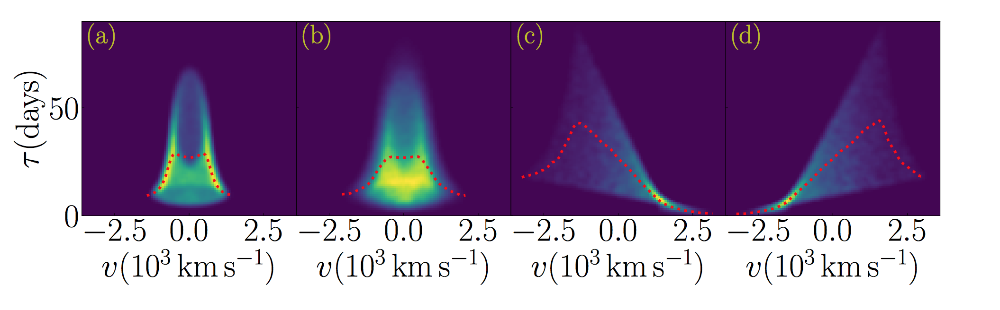 (a) (b) (c) (d)
τ(days)
50
0
−2.5 0.0 2.5 −2.5 0.0 2.5 −2.5 0.0 2.5 −2.5 0.0 2.5
v(10³ km s⁻¹) v(10³ km s⁻¹) v(10³ km s⁻¹) v(10³ km s⁻¹)